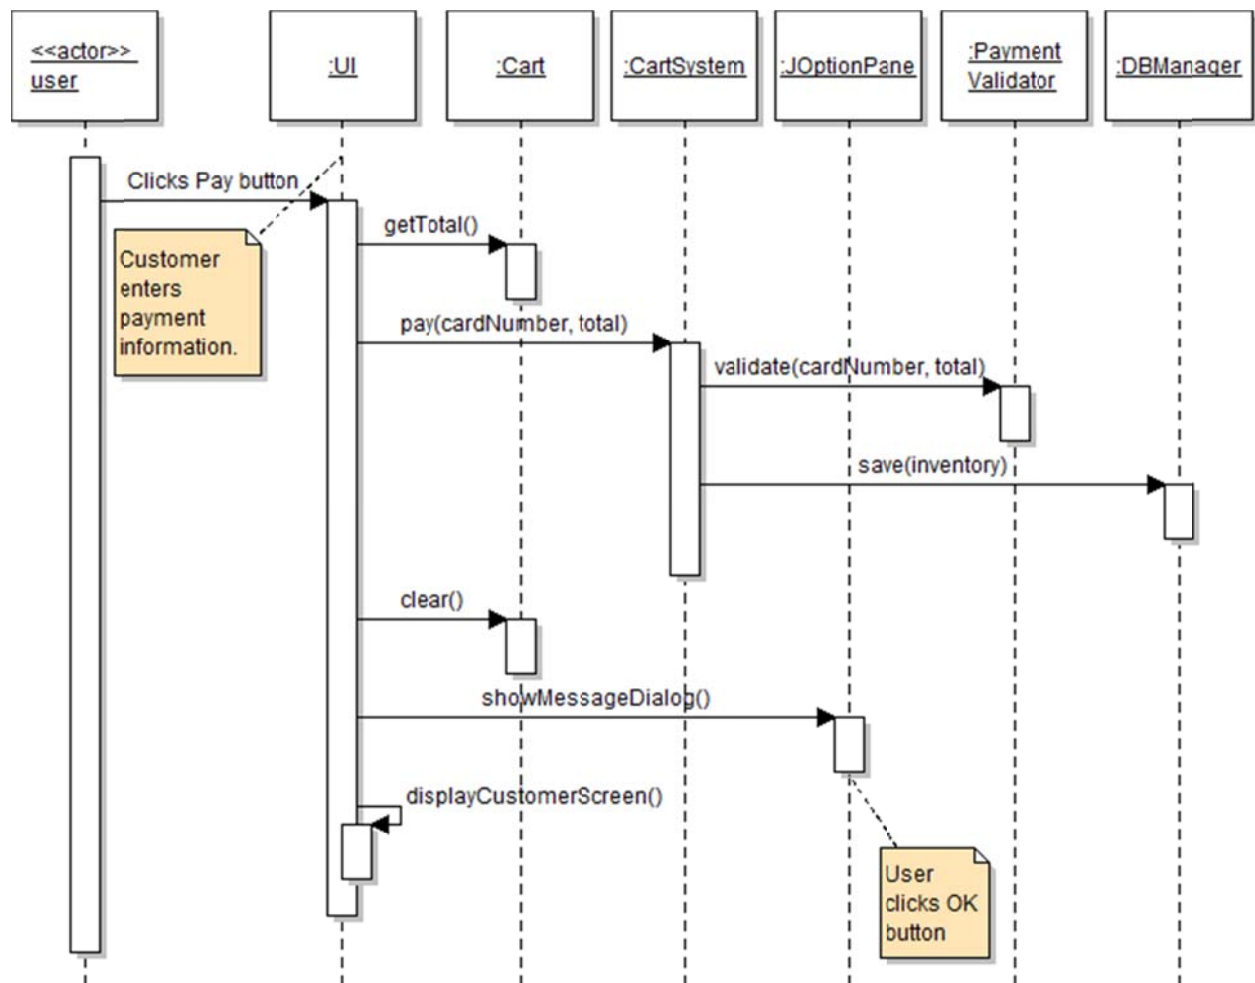 <<actor>>
user
:UI
:Cart
:CartSystem
:JOptionPane
:Payment
Validator
:DBManager
Clicks Pay button
getTotal()
Customer
enters
payment
information.
pay(cardNumber, total)
validate(cardNumber, total)
save(inventory)
clear()
showMessageDialog()
displayCustomerScreen()
User
clicks OK
button